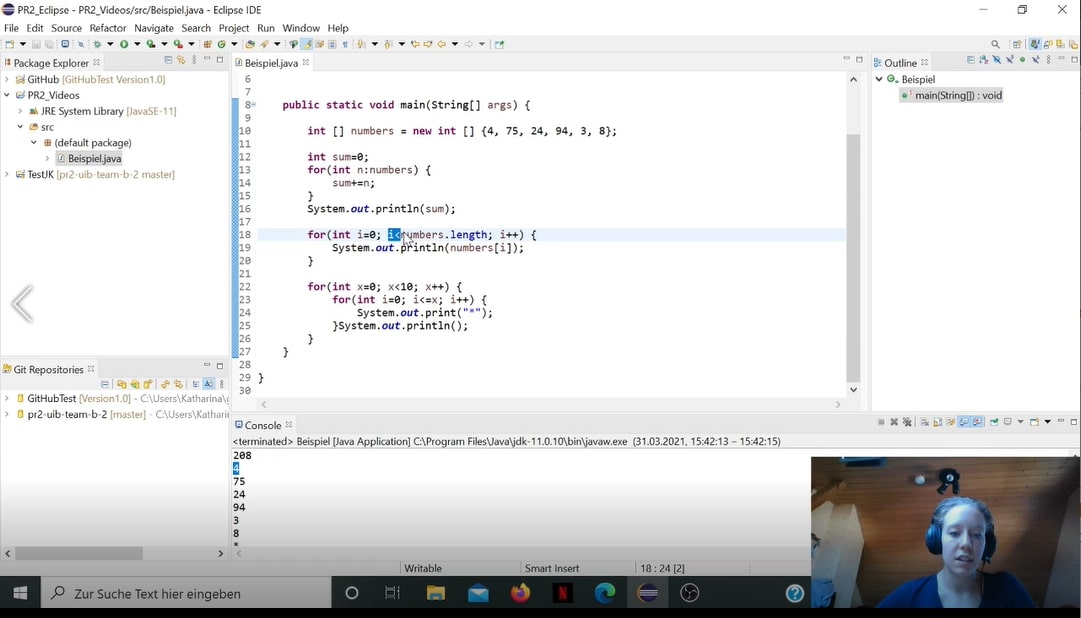 PR2_Eclipse - PR2_Videos/src/Beispiel.java - Eclipse IDE
File Edit Source Refactor Navigate Search Project Run Window Help
Package Explorer
GitHub [GitHubTest Version1.0]
PR2_Videos
JRE System Library [JavaSE-11]
src
(default package)
Beispiel.java
TestJK [pr2-uib-team-b-2 master]
Git Repositories
GitHubTest [Version1.0] - C:\Users\Katharina\g
pr2-uib-team-b-2 [master] - C:\Users\Kathari
Beispiel.java
6
7
8 public static void main(String[] args) {
9
10 int [] numbers = new int [] {4, 75, 24, 94, 3, 8};
11
12 int sum=0;
13 for(int n:numbers) {
14 sum+=n;
15 }
16 System.out.println(sum);
17
18 for(int i=0; i<numbers.length; i++) {
19 System.out.println(numbers[i]);
20 }
21
22 for(int x=0; x<10; x++) {
23 for(int i=0; i<=x; i++) {
24 System.out.print("*");
25 }System.out.println();
26 }
27 }
28
29 }
30
Outline
Beispiel
main(String[]) : void
Console
<terminated> Beispiel [Java Application] C:\Program Files\Java\jdk-11.0.10\bin\javaw.exe (31.03.2021, 15:42:13 – 15:42:15)
208
4
75
24
94
3
8
*
Writable Smart Insert 18 : 24 [2]
Zur Suche Text hier eingeben